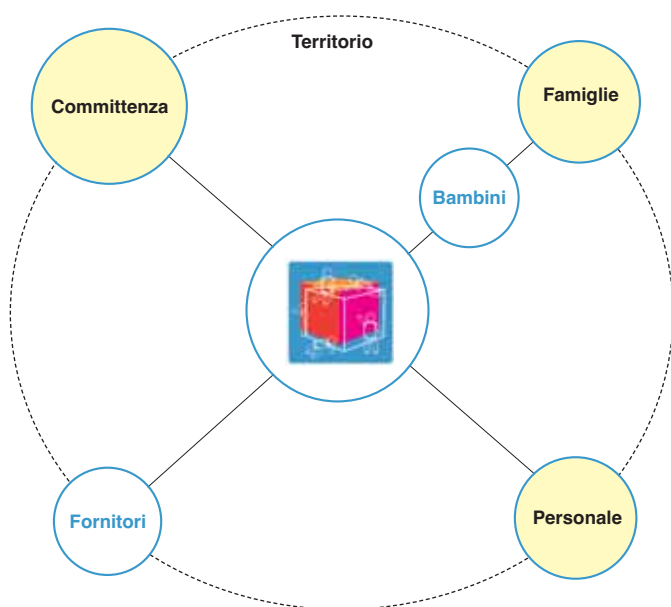 Territorio
Committenza
Famiglie
Bambini
Fornitori
Personale